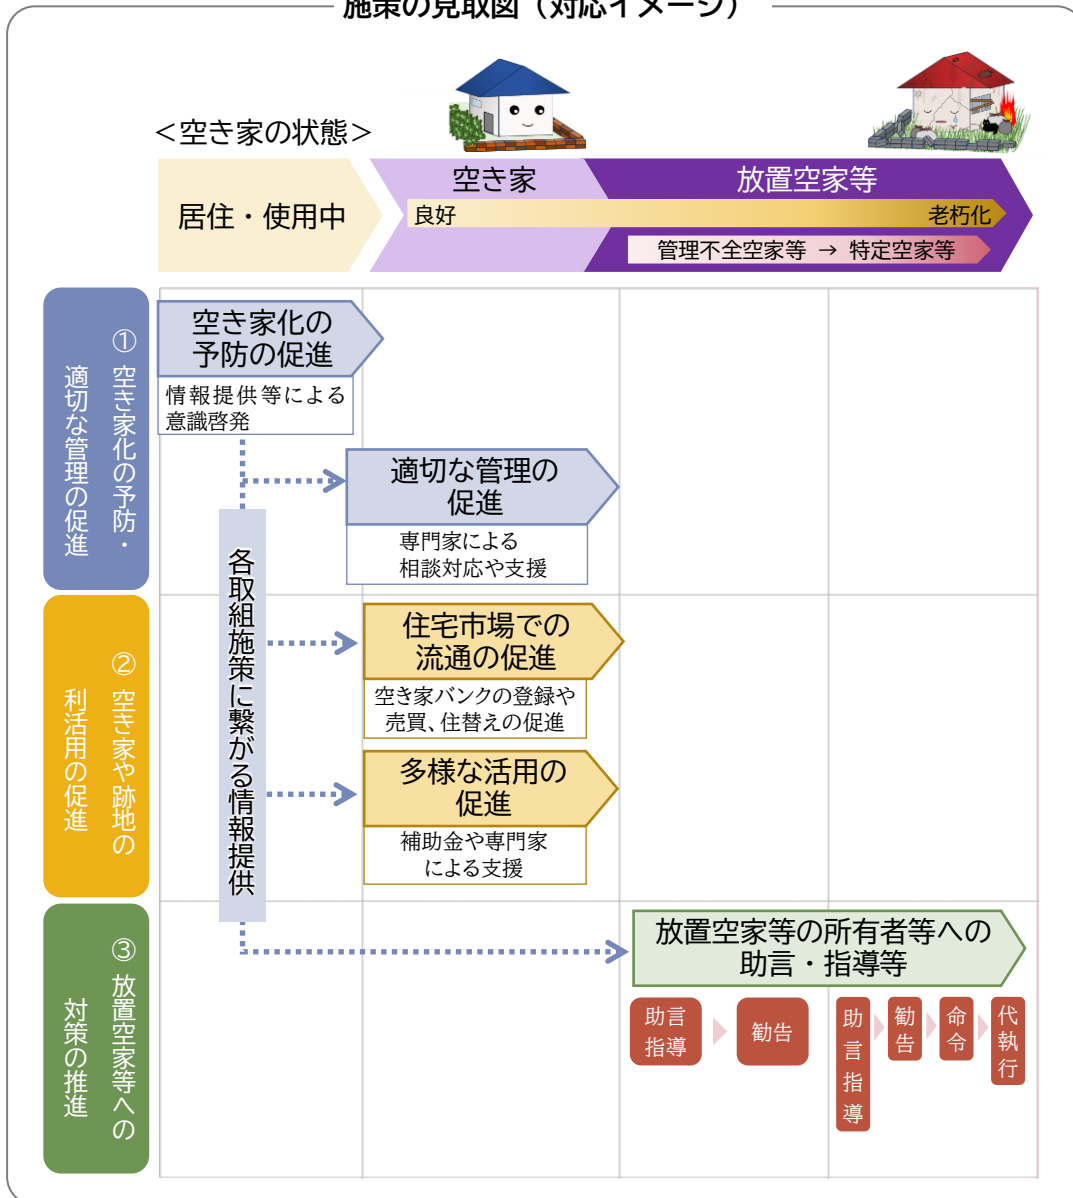 施策の見取図（対応イメージ）
＜空き家の状態＞
居住・使用中
空き家
放置空家等
良好
老朽化
管理不全空家等 → 特定空家等
① 空き家化の予防・
適切な管理の促進
空き家化の
予防の促進
情報提供等による
意識啓発
適切な管理の
促進
専門家による
相談対応や支援
各取組施策に繋がる情報提供
② 空き家や跡地の
利活用の促進
住宅市場での
流通の促進
空き家バンクの登録や
売買、住替えの促進
多様な活用の
促進
補助金や専門家
による支援
③ 放置空家等への
対策の推進
放置空家等の所有者等への
助言・指導等
助言
指導
勧告
助言指導
勧告
命令
代執行